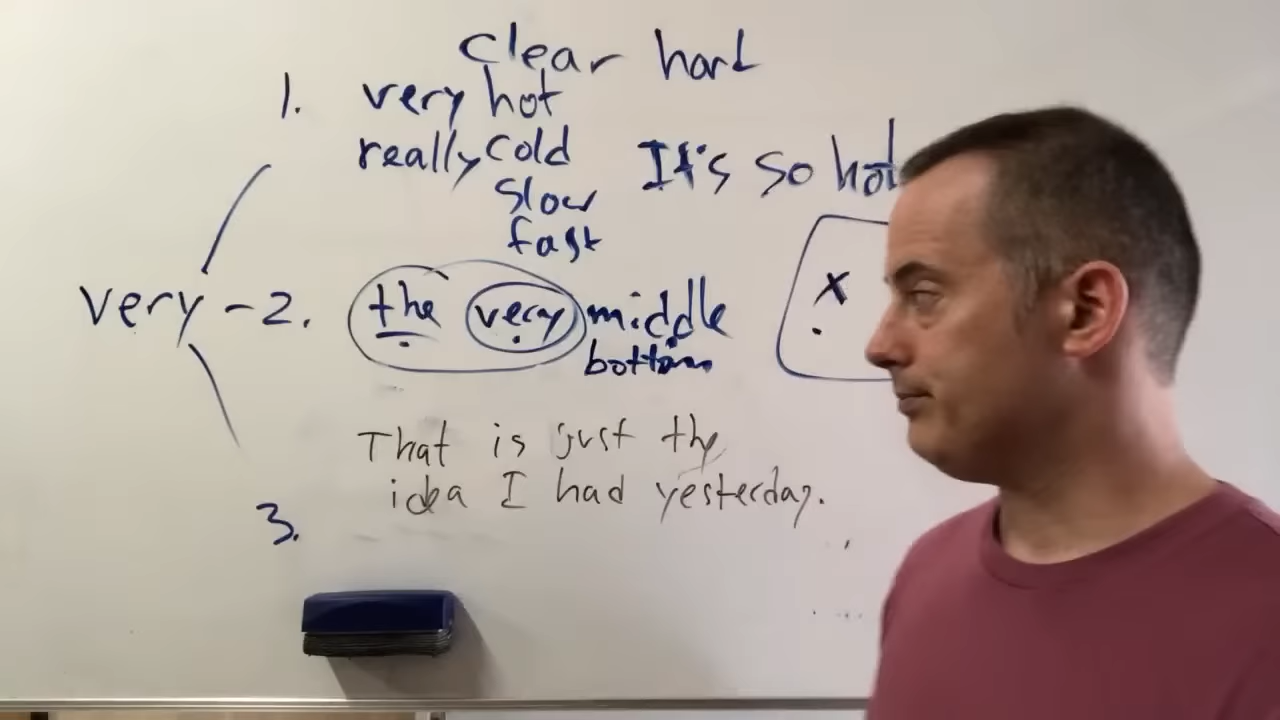 clear hard
1. very hot
really cold
It's so hot
slow
fast
very - 2. the very middle
bottom
x
That is just the
idea I had yesterday.
3.